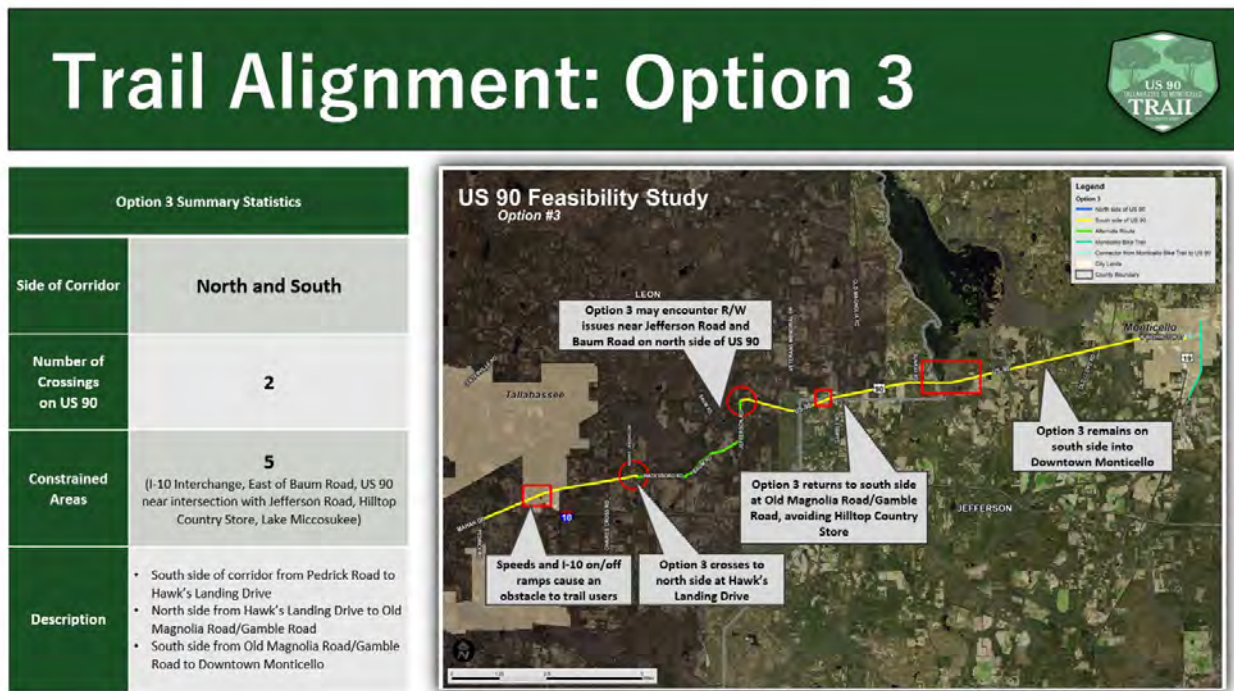 Trail Alignment: Option 3
US 90
TALLAHASSEE TO MONTICELLO
TRAIL
Option 3 Summary Statistics
Side of Corridor
North and South
Number of
Crossings
on US 90
2
Constrained
Areas
5
(I-10 Interchange, East of Baum Road, US 90
near intersection with Jefferson Road, Hilltop
Country Store, Lake Miccosukee)
Description
• South side of corridor from Pedrick Road to
Hawk's Landing Drive
• North side from Hawk's Landing Drive to Old
Magnolia Road/Gamble Road
• South side from Old Magnolia Road/Gamble
Road to Downtown Monticello
US 90 Feasibility Study
Option #3
Legend
Option 3
North side of US 90
South side of US 90
Alternate Route
Monticello Bike Trail
Connector from Monticello Bike Trail to US 90
City Limits
County Boundary
LEON
Option 3 may encounter R/W
issues near Jefferson Road and
Baum Road on north side of US 90
Monticello
Tallahassee
90
19
Option 3 remains on
south side into
Downtown Monticello
Option 3 returns to south side
at Old Magnolia Road/Gamble
Road, avoiding Hilltop Country
Store
JEFFERSON
MAHAN DR
10
Speeds and I-10 on/off
ramps cause an
obstacle to trail users
Option 3 crosses to
north side at Hawk's
Landing Drive